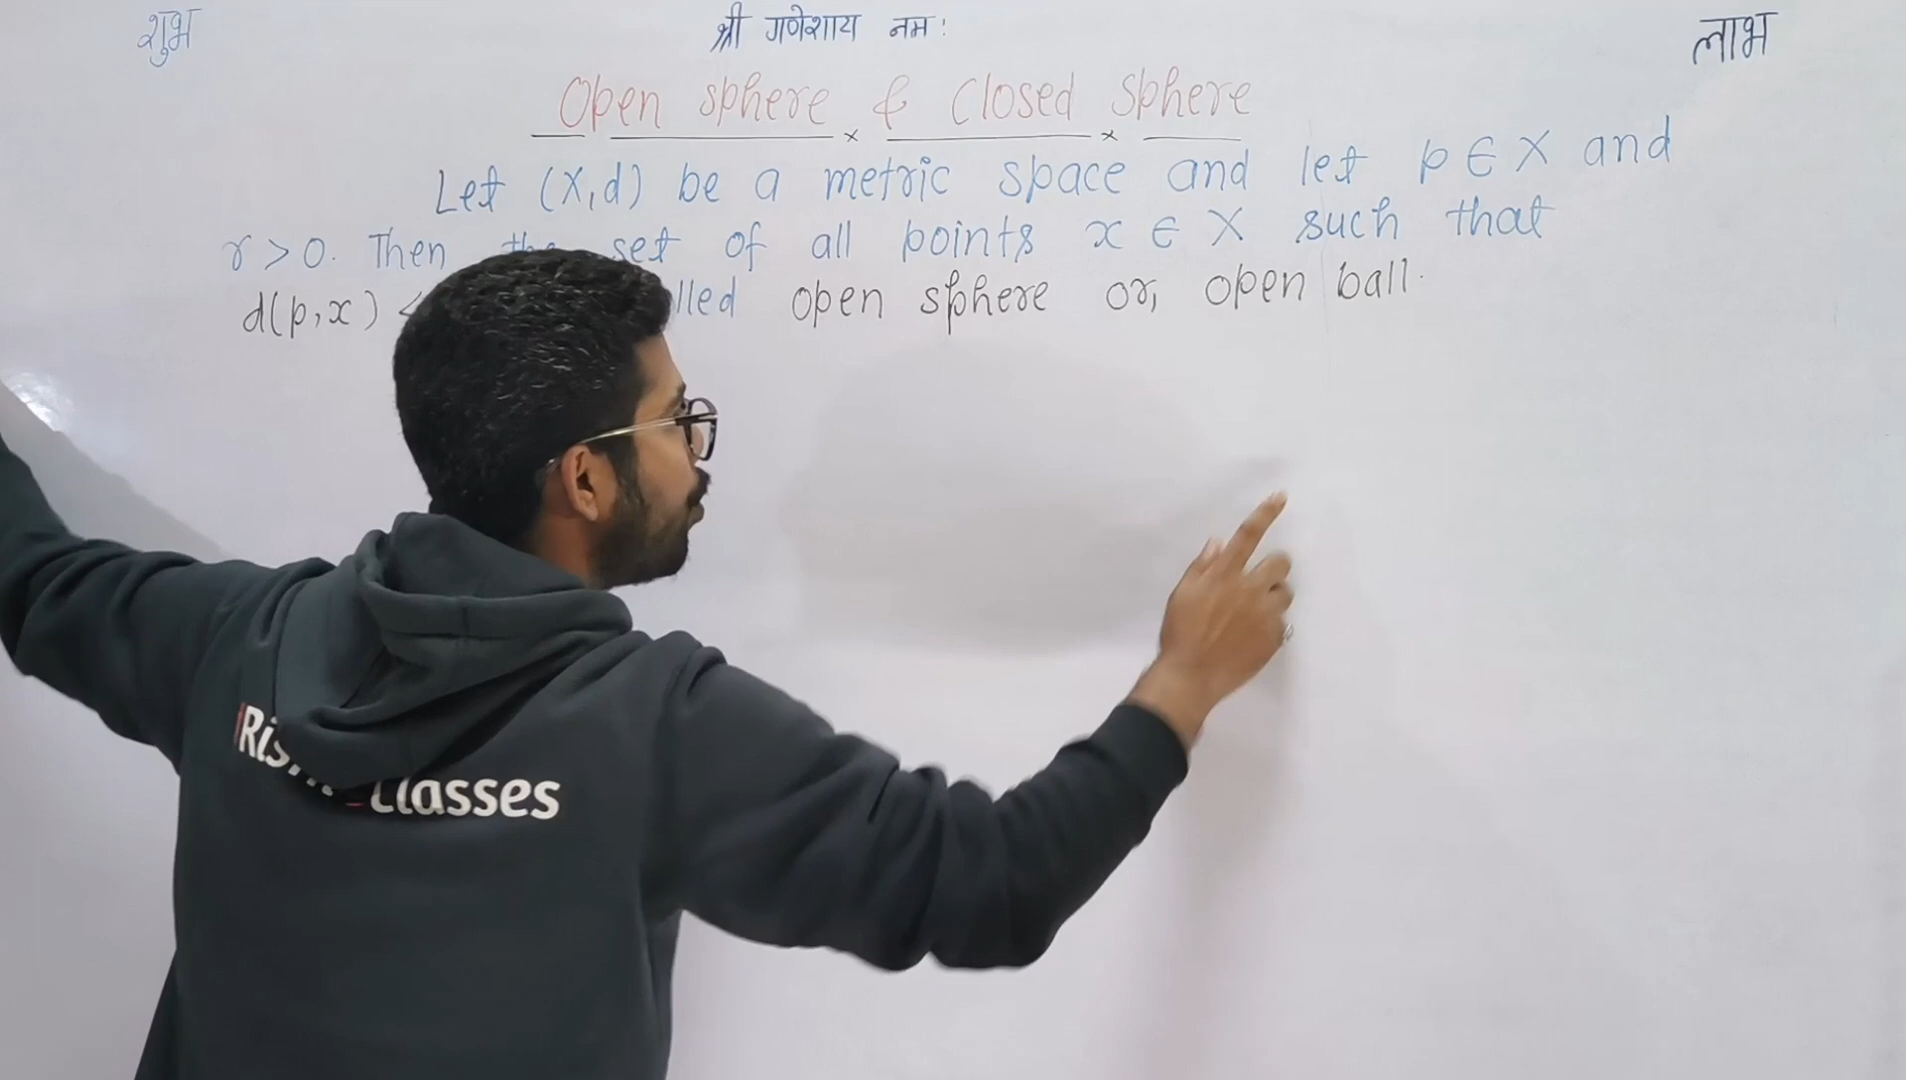 शुभ
श्री गणेशाय नमः
लाभ
Open sphere & Closed Sphere
Let (X,d) be a metric space and let p ∈ X and
r > 0. Then the set of all points x ∈ X such that
d(p,x) < open sphere or, open ball.
Classes